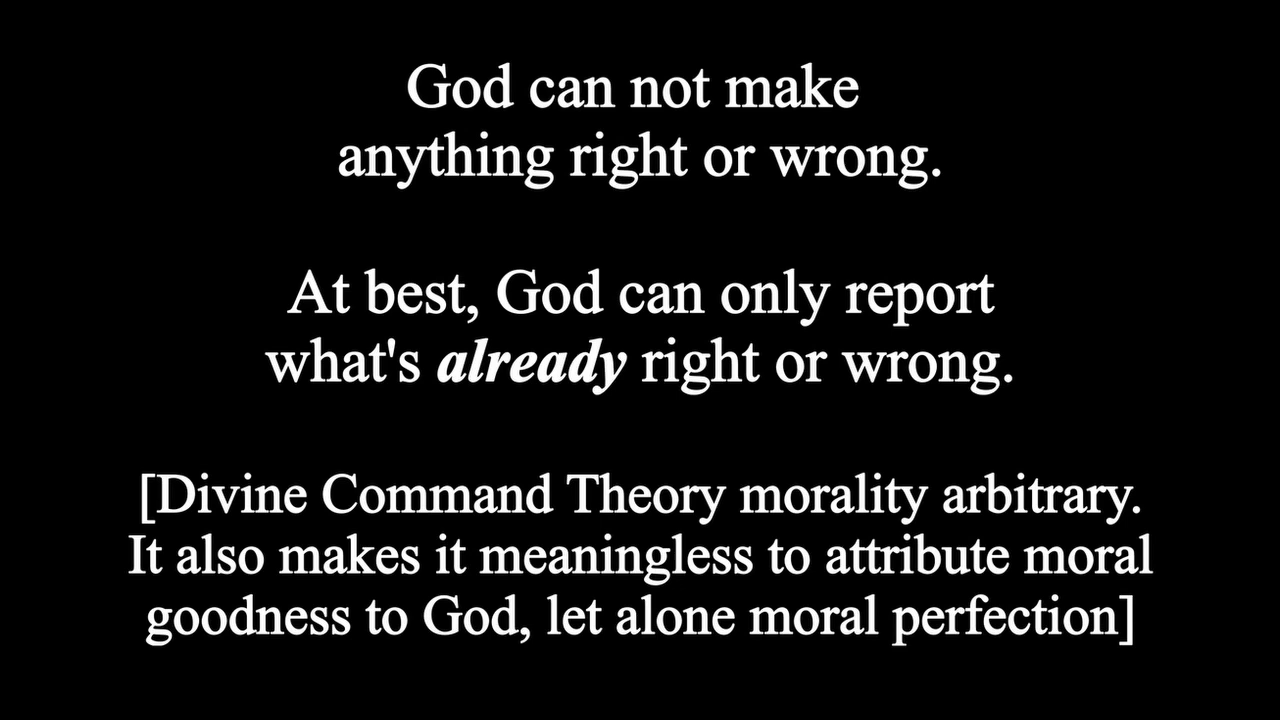 God can not make
anything right or wrong.
At best, God can only report
what's already right or wrong.
[Divine Command Theory morality arbitrary.
It also makes it meaningless to attribute moral
goodness to God, let alone moral perfection]